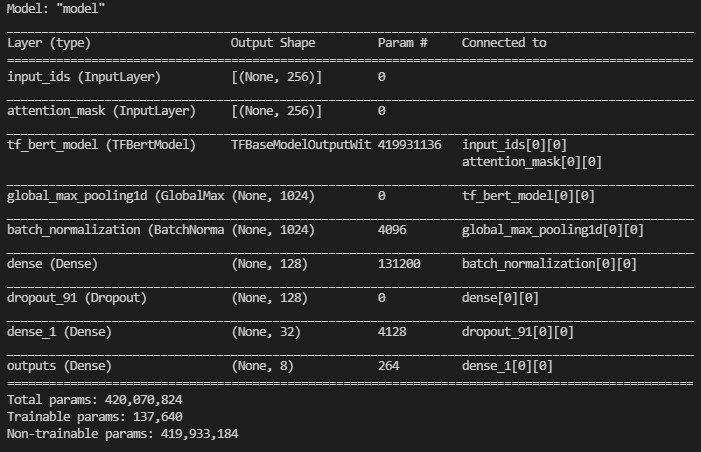 Model: "model"
Layer (type) Output Shape Param # Connected to
input_ids (InputLayer) [(None, 256)] 0
attention_mask (InputLayer) [(None, 256)] 0
tf_bert_model (TFBertModel) TFBaseModelOutputWit 419931136 input_ids[0][0]
attention_mask[0][0]
global_max_pooling1d (GlobalMax (None, 1024) 0 tf_bert_model[0][0]
batch_normalization (BatchNorma (None, 1024) 4096 global_max_pooling1d[0][0]
dense (Dense) (None, 128) 131200 batch_normalization[0][0]
dropout_91 (Dropout) (None, 128) 0 dense[0][0]
dense_1 (Dense) (None, 32) 4128 dropout_91[0][0]
outputs (Dense) (None, 8) 264 dense_1[0][0]
Total params: 420,070,824
Trainable params: 137,640
Non-trainable params: 419,933,184